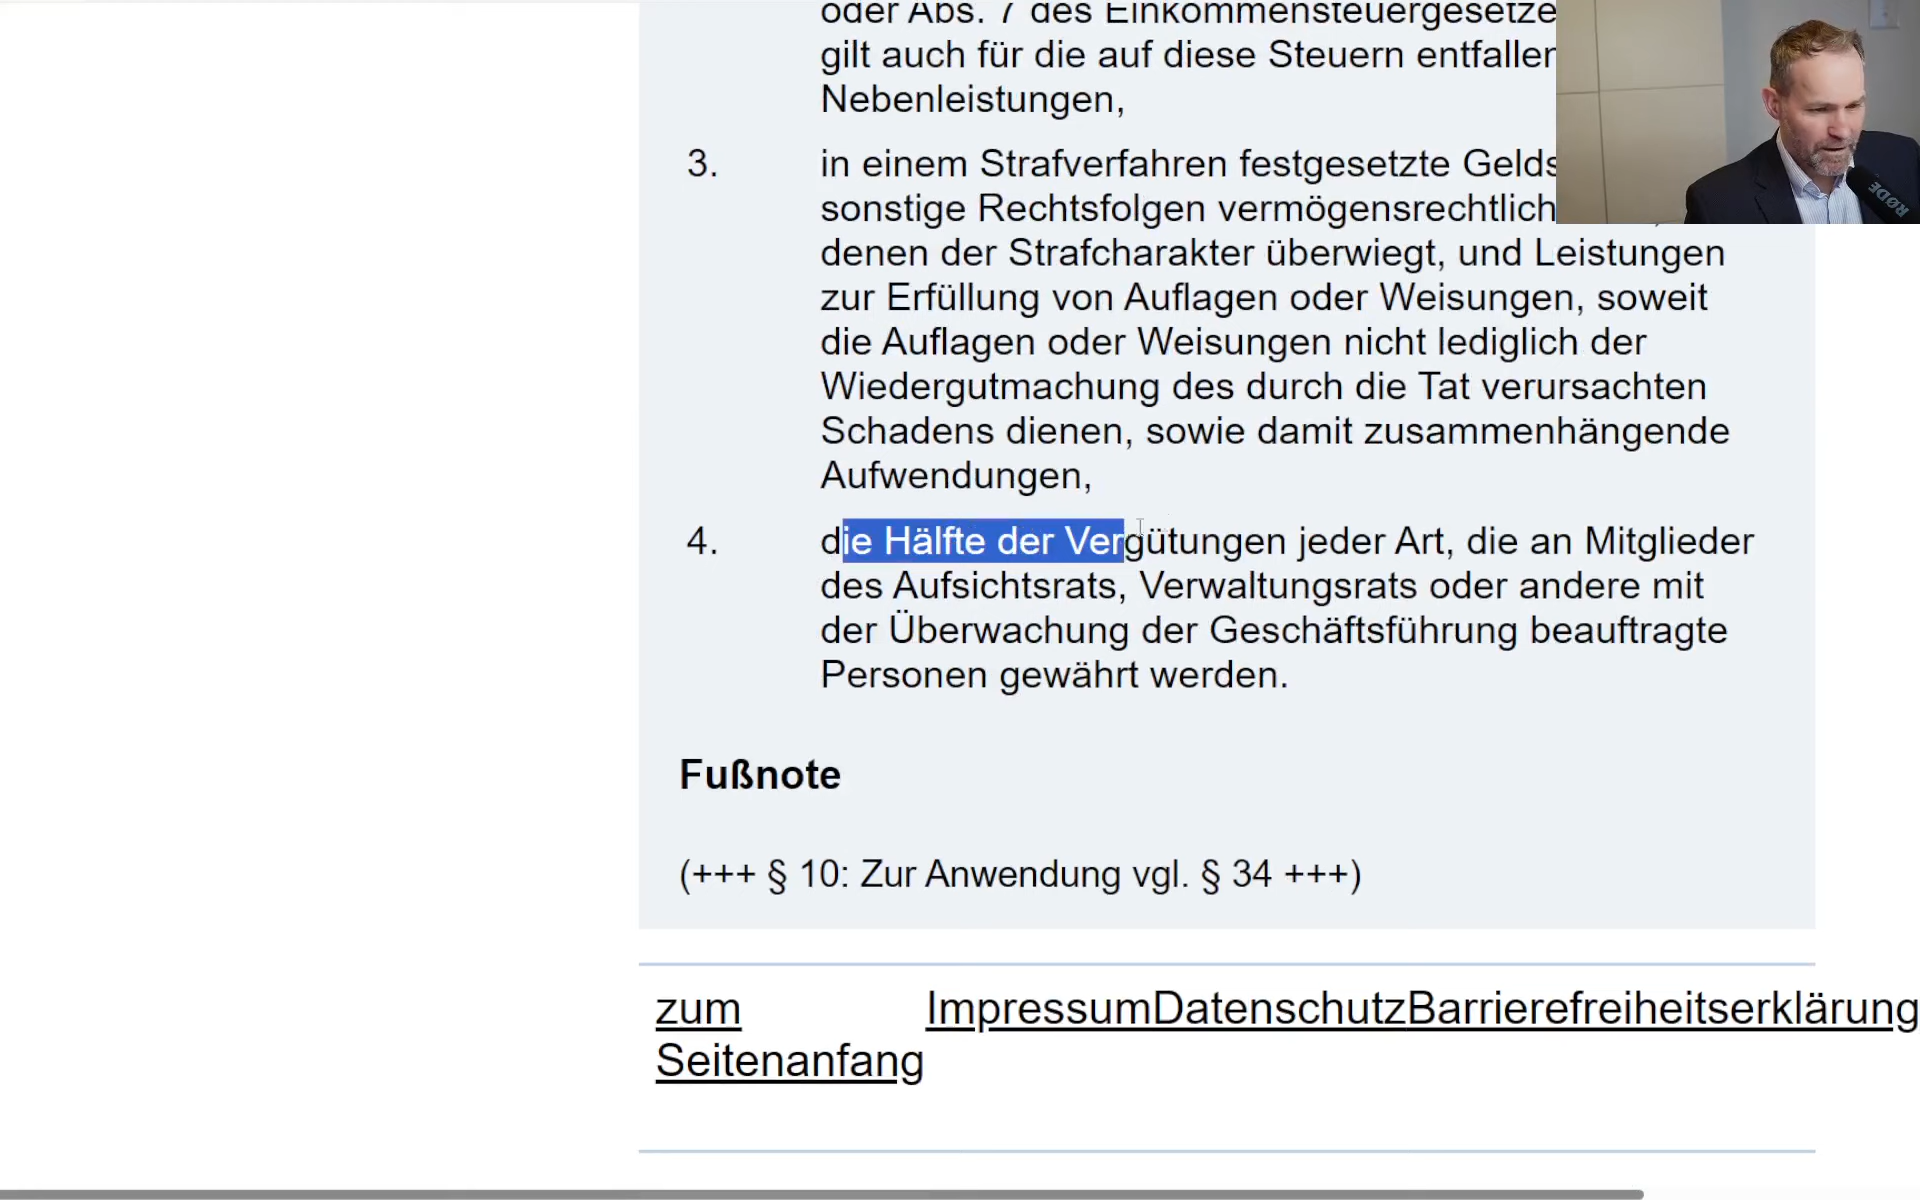 oder Abs. 7 des Einkommensteuergesetze
gilt auch für die auf diese Steuern entfallen
Nebenleistungen,
3. in einem Strafverfahren festgesetzte Gelds
sonstige Rechtsfolgen vermögensrechtlich
denen der Strafcharakter überwiegt, und Leistungen
zur Erfüllung von Auflagen oder Weisungen, soweit
die Auflagen oder Weisungen nicht lediglich der
Wiedergutmachung des durch die Tat verursachten
Schadens dienen, sowie damit zusammenhängende
Aufwendungen,
4. die Hälfte der Vergütungen jeder Art, die an Mitglieder
des Aufsichtsrats, Verwaltungsrats oder andere mit
der Überwachung der Geschäftsführung beauftragte
Personen gewährt werden.
Fußnote
(+++ § 10: Zur Anwendung vgl. § 34 +++)
zum Seitenanfang
Impressum Datenschutz Barrierefreiheitserklärung
RØDE